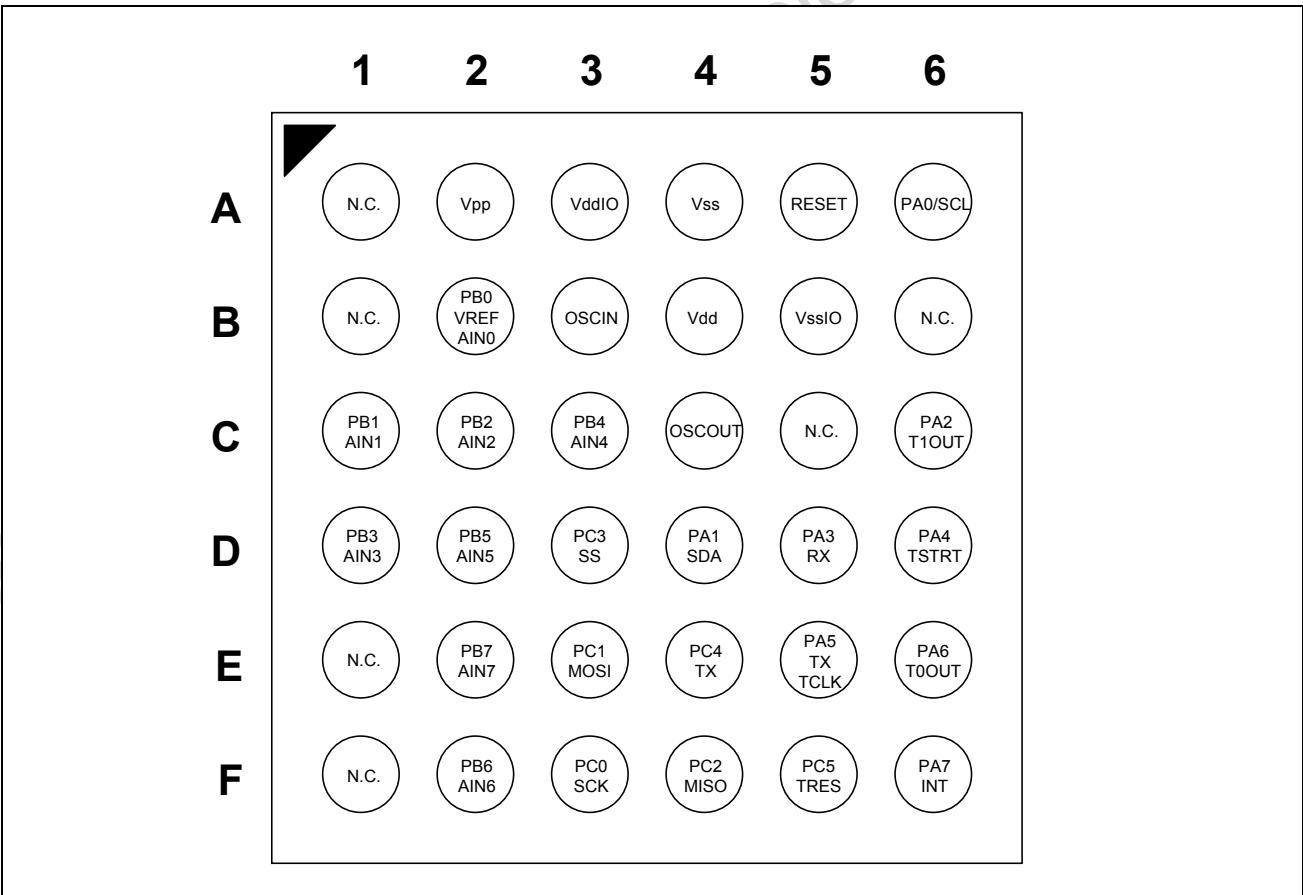 1 2 3 4 5 6
A N.C. Vpp VddIO Vss RESET PA0/SCL
B N.C. PB0 VREF AIN0 OSCIN Vdd VssIO N.C.
C PB1 AIN1 PB2 AIN2 PB4 AIN4 OSCOUT N.C. PA2 T1OUT
D PB3 AIN3 PB5 AIN5 PC3 SS PA1 SDA PA3 RX PA4 TSTRT
E N.C. PB7 AIN7 PC1 MOSI PC4 TX PA5 TX TCLK PA6 T0OUT
F N.C. PB6 AIN6 PC0 SCK PC2 MISO PC5 TRES PA7 INT